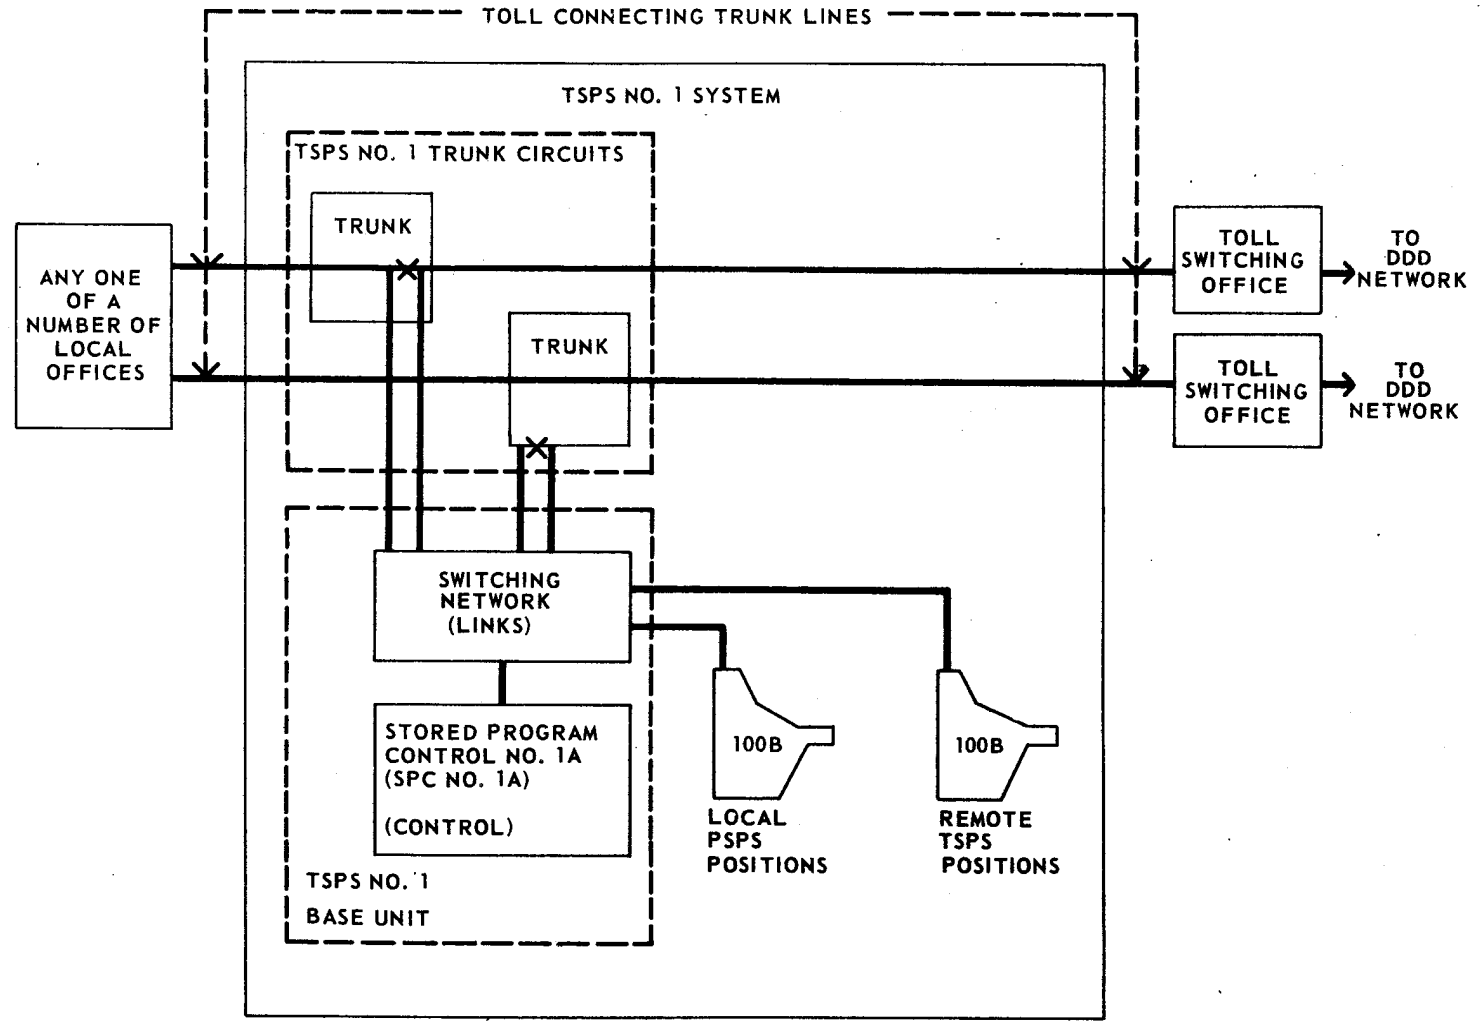 TOLL CONNECTING TRUNK LINES
TSPS NO. 1 SYSTEM
TSPS NO. 1 TRUNK CIRCUITS
TRUNK
TRUNK
ANY ONE
OF A
NUMBER OF
LOCAL
OFFICES
TOLL
SWITCHING
OFFICE
TO
DDD
NETWORK
TOLL
SWITCHING
OFFICE
TO
DDD
NETWORK
SWITCHING
NETWORK
(LINKS)
STORED PROGRAM
CONTROL NO. 1A
(SPC NO. 1A)
(CONTROL)
TSPS NO. 1
BASE UNIT
100B
LOCAL
PSPS
POSITIONS
100B
REMOTE
TSPS
POSITIONS